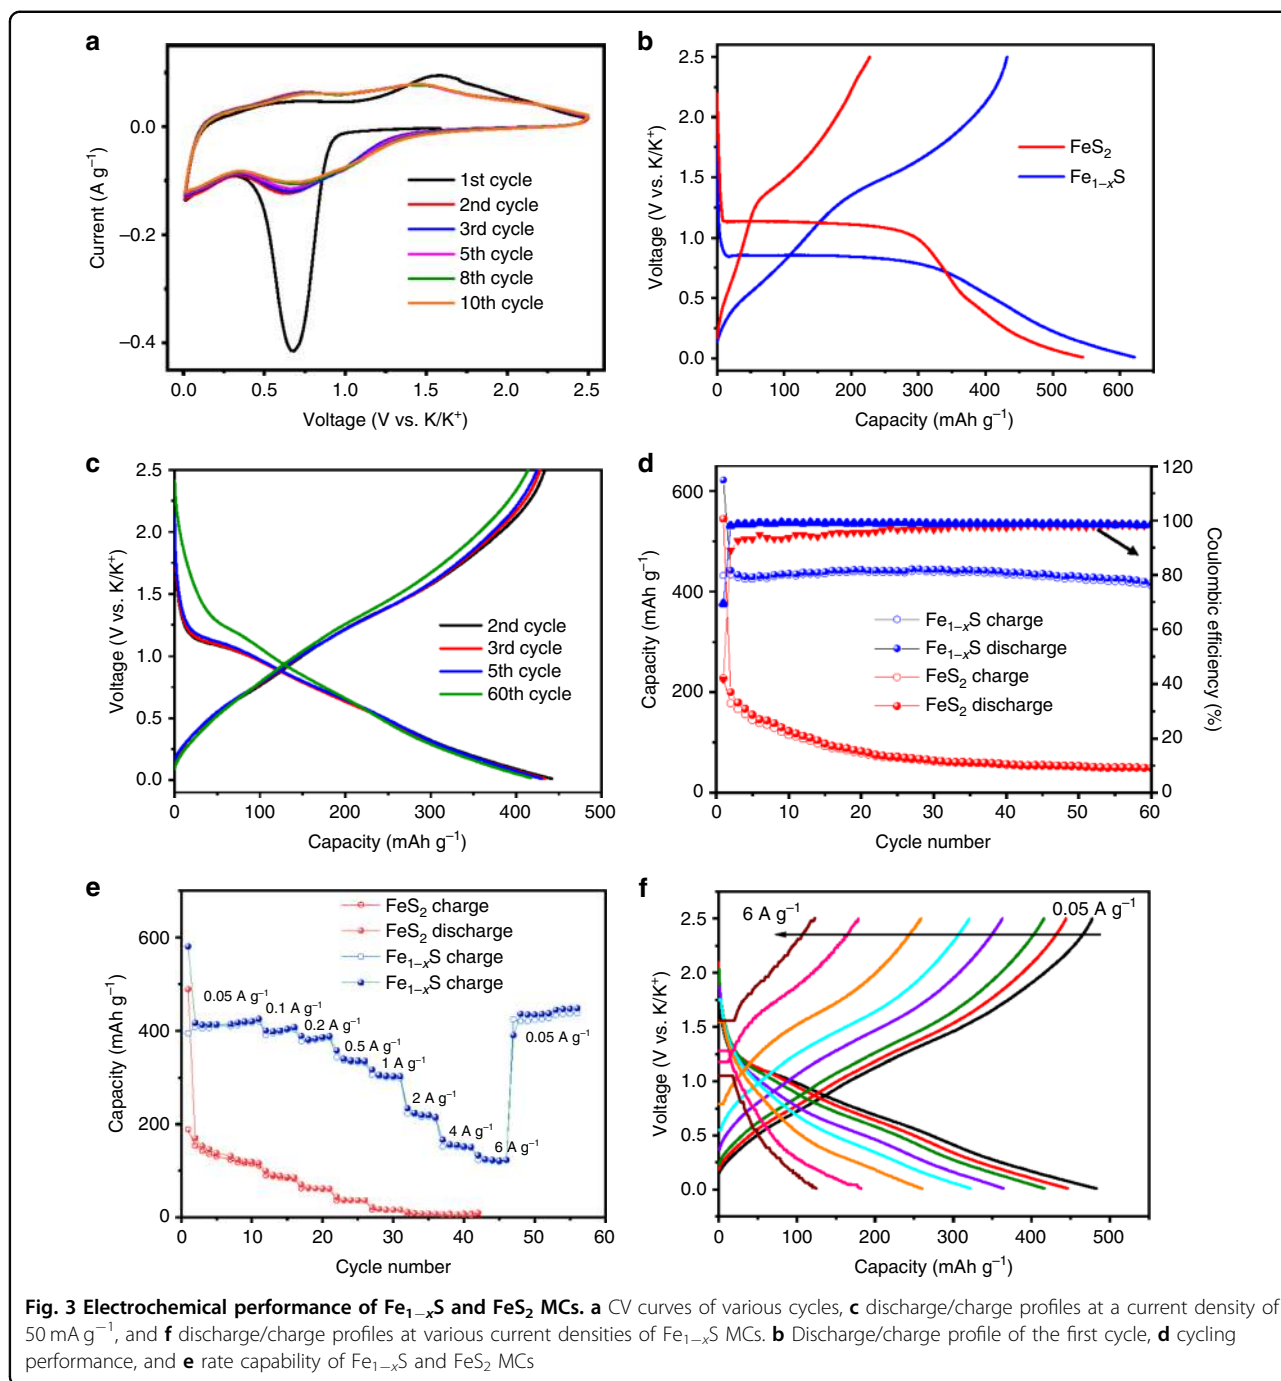 a
0.0
−0.2
−0.4
Current (A g⁻¹)
1st cycle
2nd cycle
3rd cycle
5th cycle
8th cycle
10th cycle
0.0 0.5 1.0 1.5 2.0 2.5
Voltage (V vs. K/K⁺)
b
2.5
2.0
1.5
1.0
0.5
0.0
Voltage (V vs. K/K⁺)
FeS₂
Fe₁₋ₓS
0 100 200 300 400 500 600
Capacity (mAh g⁻¹)
c
2.5
2.0
1.5
1.0
0.5
0.0
Voltage (V vs. K/K⁺)
2nd cycle
3rd cycle
5th cycle
60th cycle
0 100 200 300 400 500
Capacity (mAh g⁻¹)
d
600
400
200
0
Capacity (mAh g⁻¹)
Fe₁₋ₓS charge
Fe₁₋ₓS discharge
FeS₂ charge
FeS₂ discharge
120
100
80
60
40
20
0
Coulombic efficiency (%)
0 10 20 30 40 50 60
Cycle number
e
600
400
200
0
Capacity (mAh g⁻¹)
FeS₂ charge
FeS₂ discharge
Fe₁₋ₓS charge
Fe₁₋ₓS charge
0.05 A g⁻¹
0.1 A g⁻¹
0.2 A g⁻¹
0.5 A g⁻¹
1 A g⁻¹
2 A g⁻¹
4 A g⁻¹
6 A g⁻¹
0.05 A g⁻¹
0 10 20 30 40 50 60
Cycle number
f
2.5
2.0
1.5
1.0
0.5
0.0
Voltage (V vs. K/K⁺)
6 A g⁻¹
0.05 A g⁻¹
0 100 200 300 400 500
Capacity (mAh g⁻¹)
Fig. 3 Electrochemical performance of Fe₁₋ₓS and FeS₂ MCs. a CV curves of various cycles, c discharge/charge profiles at a current density of
50 mA g⁻¹, and f discharge/charge profiles at various current densities of Fe₁₋ₓS MCs. b Discharge/charge profile of the first cycle, d cycling
performance, and e rate capability of Fe₁₋ₓS and FeS₂ MCs